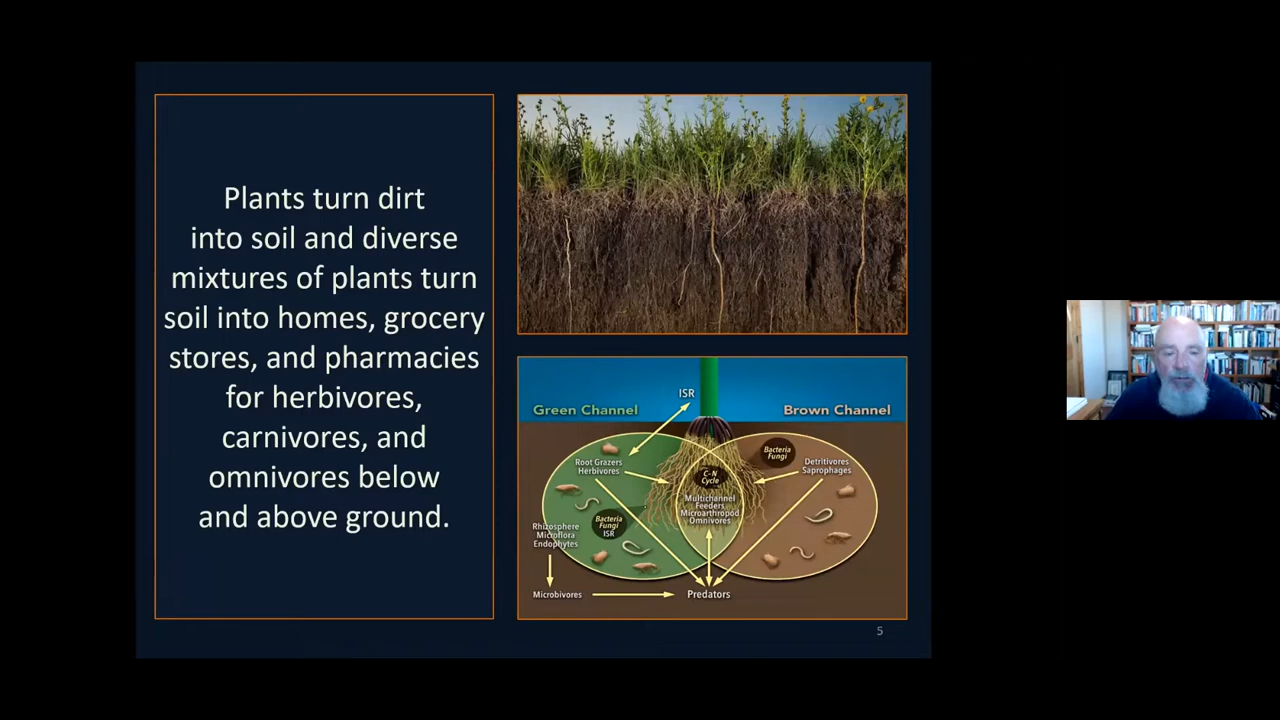 Plants turn dirt
into soil and diverse
mixtures of plants turn
soil into homes, grocery
stores, and pharmacies
for herbivores,
carnivores, and
omnivores below
and above ground.
ISR
Green Channel
Brown Channel
Root Grazers
Herbivores
Bacteria
Fungi
Detritivores
Saprophages
C-N
Cycle
Multichannel
Feeders
Microarthropod
Omnivores
Bacteria
Fungi
ISR
Rhizosphere
Microflora
Endophytes
Microbivores
Predators
5